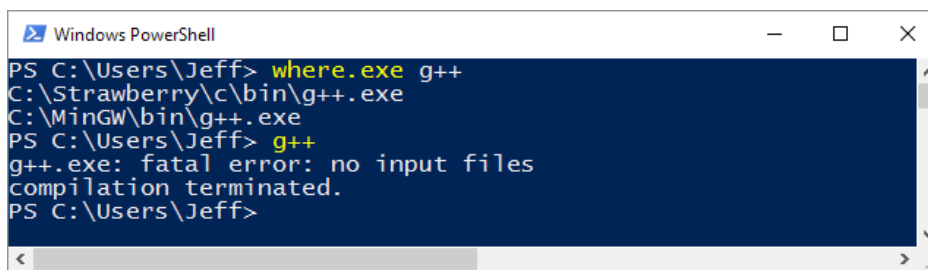 Windows PowerShell
PS C:\Users\Jeff> where.exe g++
C:\Strawberry\c\bin\g++.exe
C:\MinGW\bin\g++.exe
PS C:\Users\Jeff> g++
g++.exe: fatal error: no input files
compilation terminated.
PS C:\Users\Jeff>